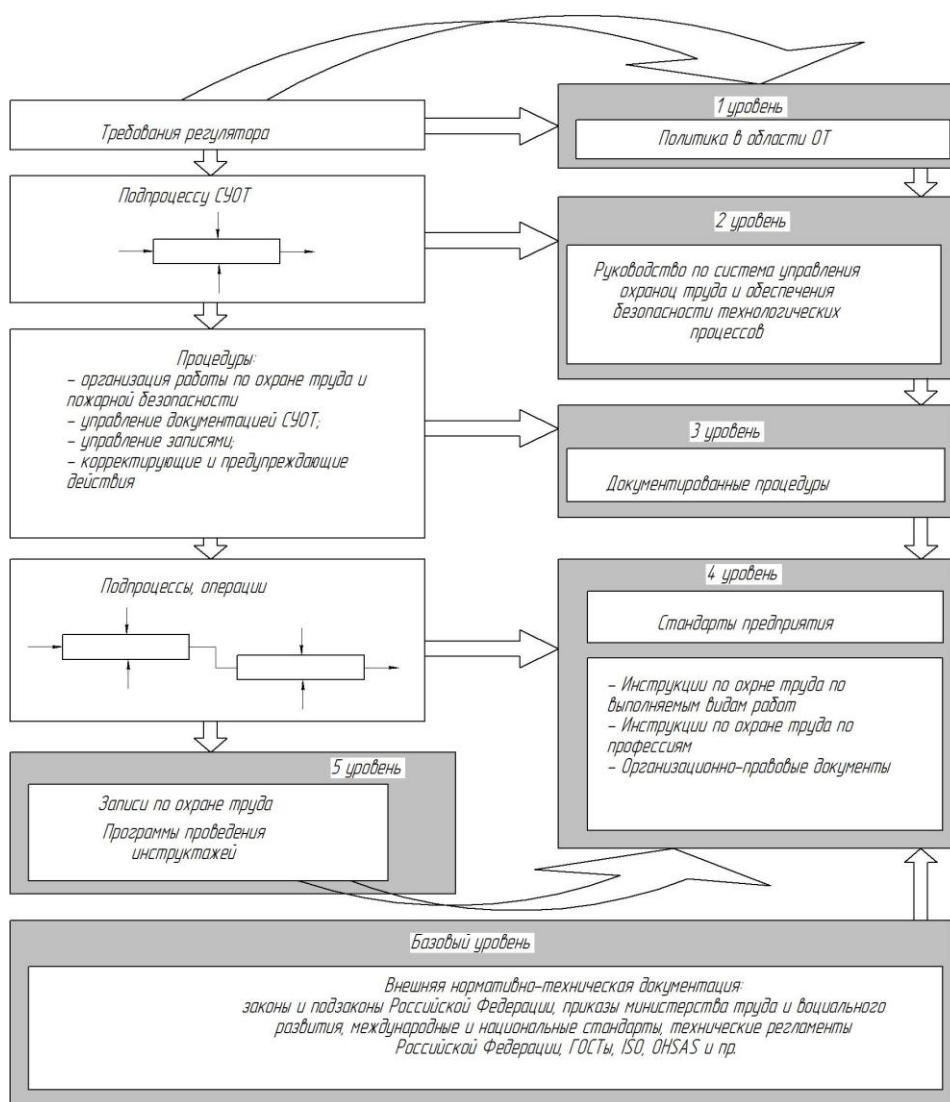 Требования регулятора
1 уровень
Политика в области ОТ
Подпроцессу СУОТ
2 уровень
Руководство по система управления
охраноц труда и обеспечения
безопасности технологических
процессов
Процедуры:
– организация работы по охране труда и
пожарной безопасности
– управление документацией СУОТ;
– управление записями;
– корректирующие и предупреждающие
действия
3 уровень
Документированные процедуры
Подпроцессы, операции
4 уровень
Стандарты предприятия
– Инструкции по охрне труда по
выполняемым видам работ
– Инструкции по охране труда по
профессиям
– Организационно-правовые документы
5 уровень
Записи по охране труда
Программы проведения
инструктажей
Базовый уровень
Внешняя нормативно-техническая документация:
законы и подзаконы Российской Федерации, приказы министерства труда и воциального
развития, международные и национальные стандарты, технические регламенты
Российской Федерации, ГОСТы, ISO, OHSAS и пр.